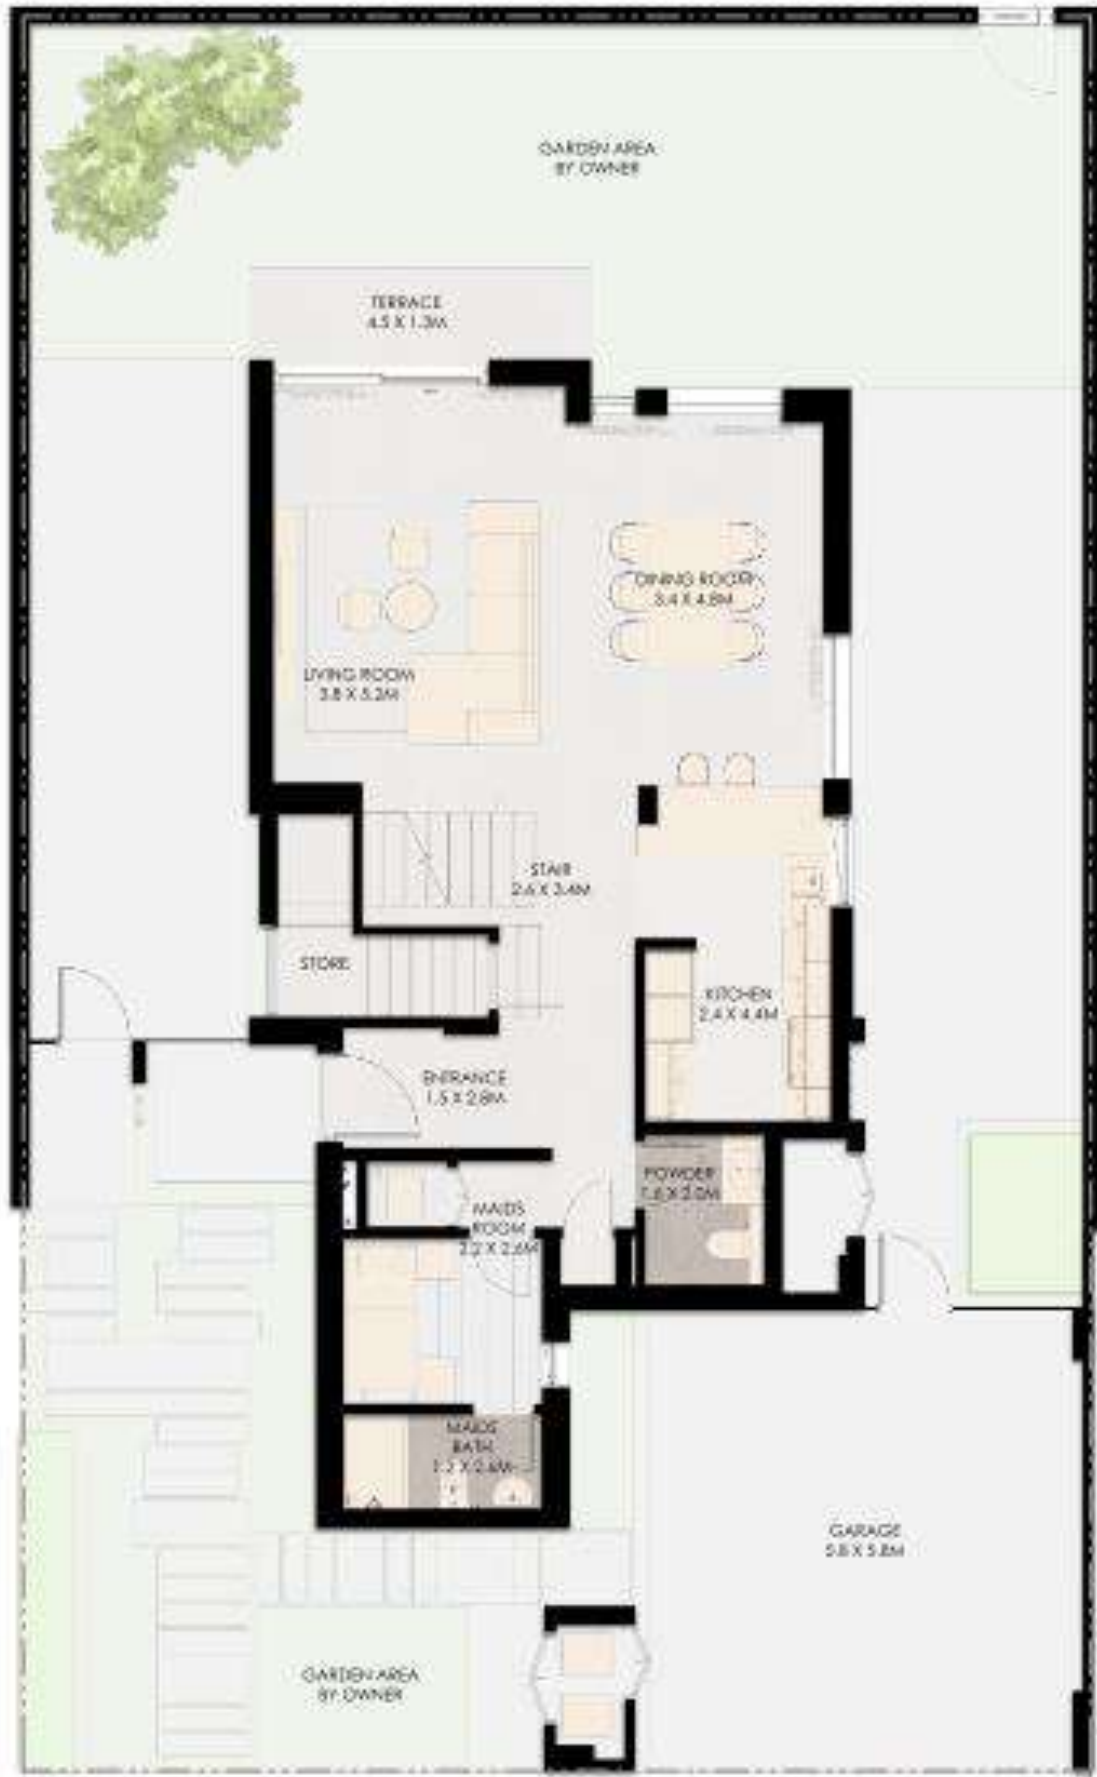 GARDEN AREA
BY OWNER
TERRACE
4.5 X 1.3M
DINING ROOM
3.4 X 4.8M
LIVING ROOM
3.8 X 5.2M
STAIR
2.6 X 3.4M
STORE
KITCHEN
2.4 X 4.4M
ENTRANCE
1.5 X 2.8M
POWDER
1.6 X 2.0M
MAIDS
ROOM
2.2 X 2.6M
MAIDS
BATH
X 2.6M
GARAGE
5.8 X 5.8M
GARDEN AREA
BY OWNER